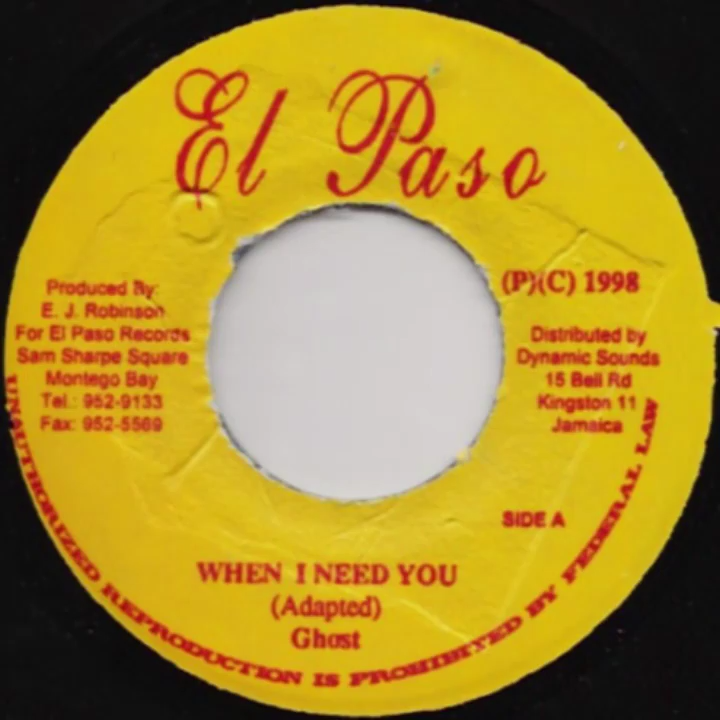 El Paso
Produced By:
E. J. Robinson
For El Paso Records
Sam Sharpe Square
Montego Bay
Tel.: 952-9133
Fax: 952-5569
(P)(C) 1998
Distributed by
Dynamic Sounds
15 Bell Rd
Kingston 11
Jamaica
SIDE A
WHEN I NEED YOU
(Adapted)
Ghost
UNAUTHORIZED REPRODUCTION IS PROHIBITED BY FEDERAL LAW